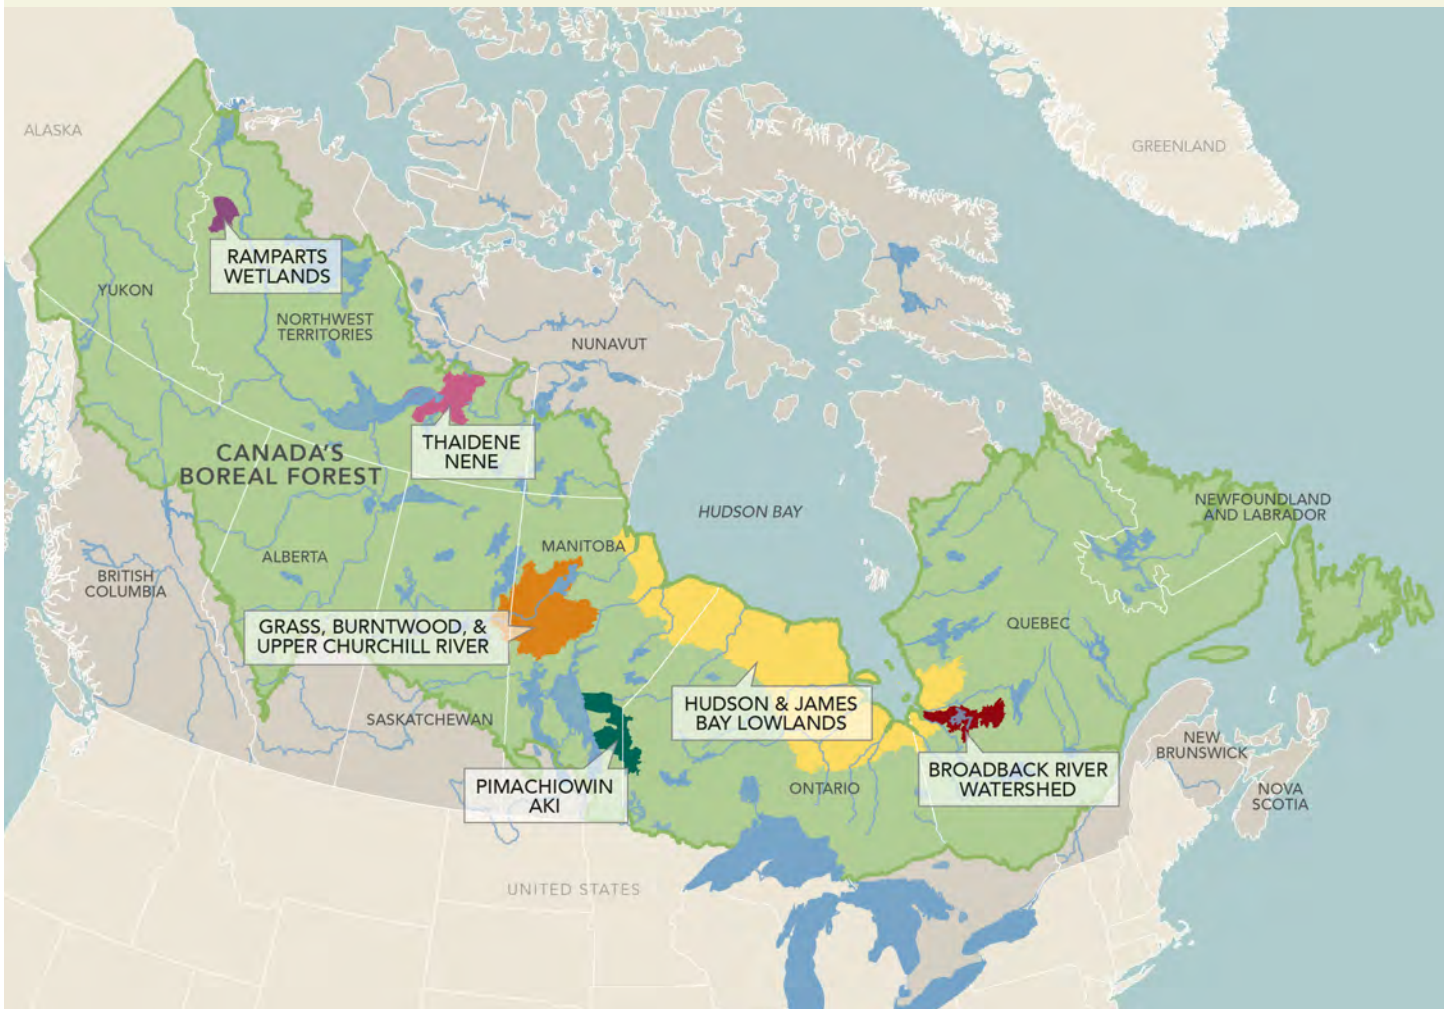 ALASKA
GREENLAND
RAMPARTS
WETLANDS
YUKON
NORTHWEST
TERRITORIES
NUNAVUT
THAIDENE
NENE
CANADA'S
BOREAL FOREST
HUDSON BAY
NEWFOUNDLAND
AND LABRADOR
MANITOBA
ALBERTA
BRITISH
COLUMBIA
GRASS, BURNTWOOD, &
UPPER CHURCHILL RIVER
QUEBEC
HUDSON & JAMES
BAY LOWLANDS
SASKATCHEWAN
NEW
BRUNSWICK
PIMACHIOWIN
AKI
BROADBACK RIVER
WATERSHED
ONTARIO
NOVA
SCOTIA
UNITED STATES